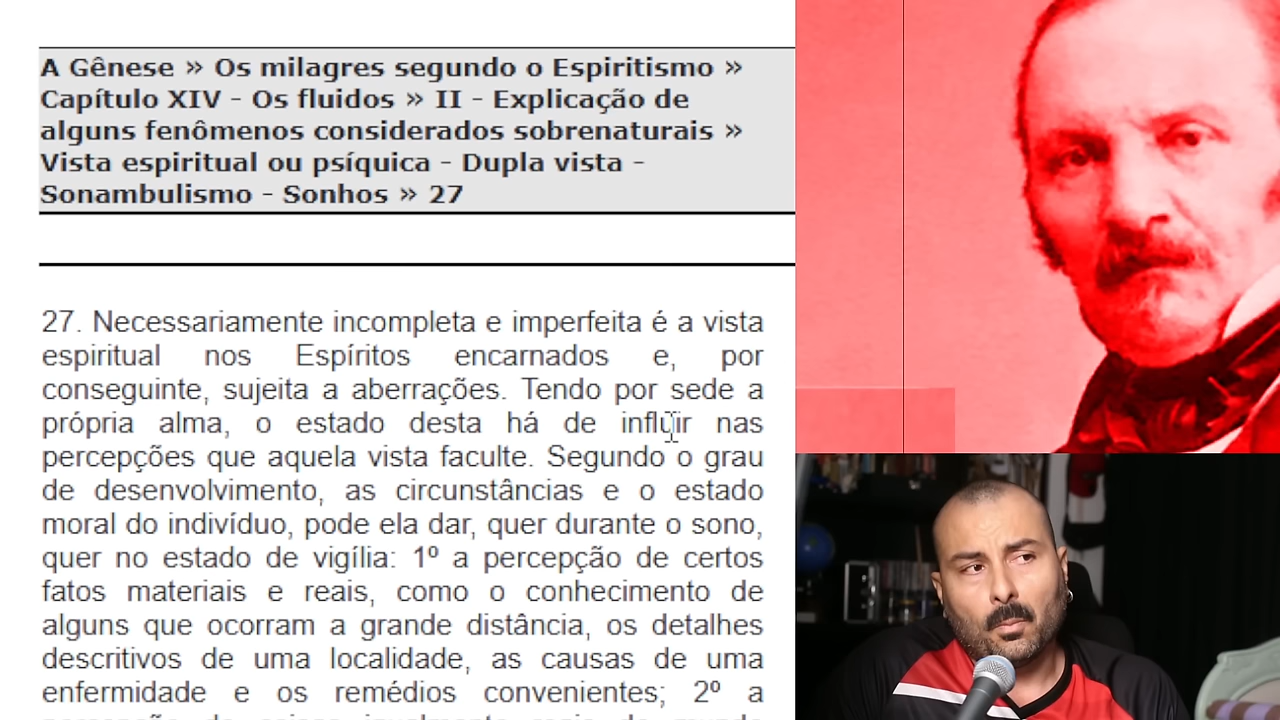 A Gênese » Os milagres segundo o Espiritismo »
Capítulo XIV - Os fluidos » II - Explicação de
alguns fenômenos considerados sobrenaturais »
Vista espiritual ou psíquica - Dupla vista -
Sonambulismo - Sonhos » 27
27. Necessariamente incompleta e imperfeita é a vista
espiritual nos Espíritos encarnados e, por
conseguinte, sujeita a aberrações. Tendo por sede a
própria alma, o estado desta há de influir nas
percepções que aquela vista faculte. Segundo o grau
de desenvolvimento, as circunstâncias e o estado
moral do indivíduo, pode ela dar, quer durante o sono,
quer no estado de vigília: 1º a percepção de certos
fatos materiais e reais, como o conhecimento de
alguns que ocorram a grande distância, os detalhes
descritivos de uma localidade, as causas de uma
enfermidade e os remédios convenientes; 2º a